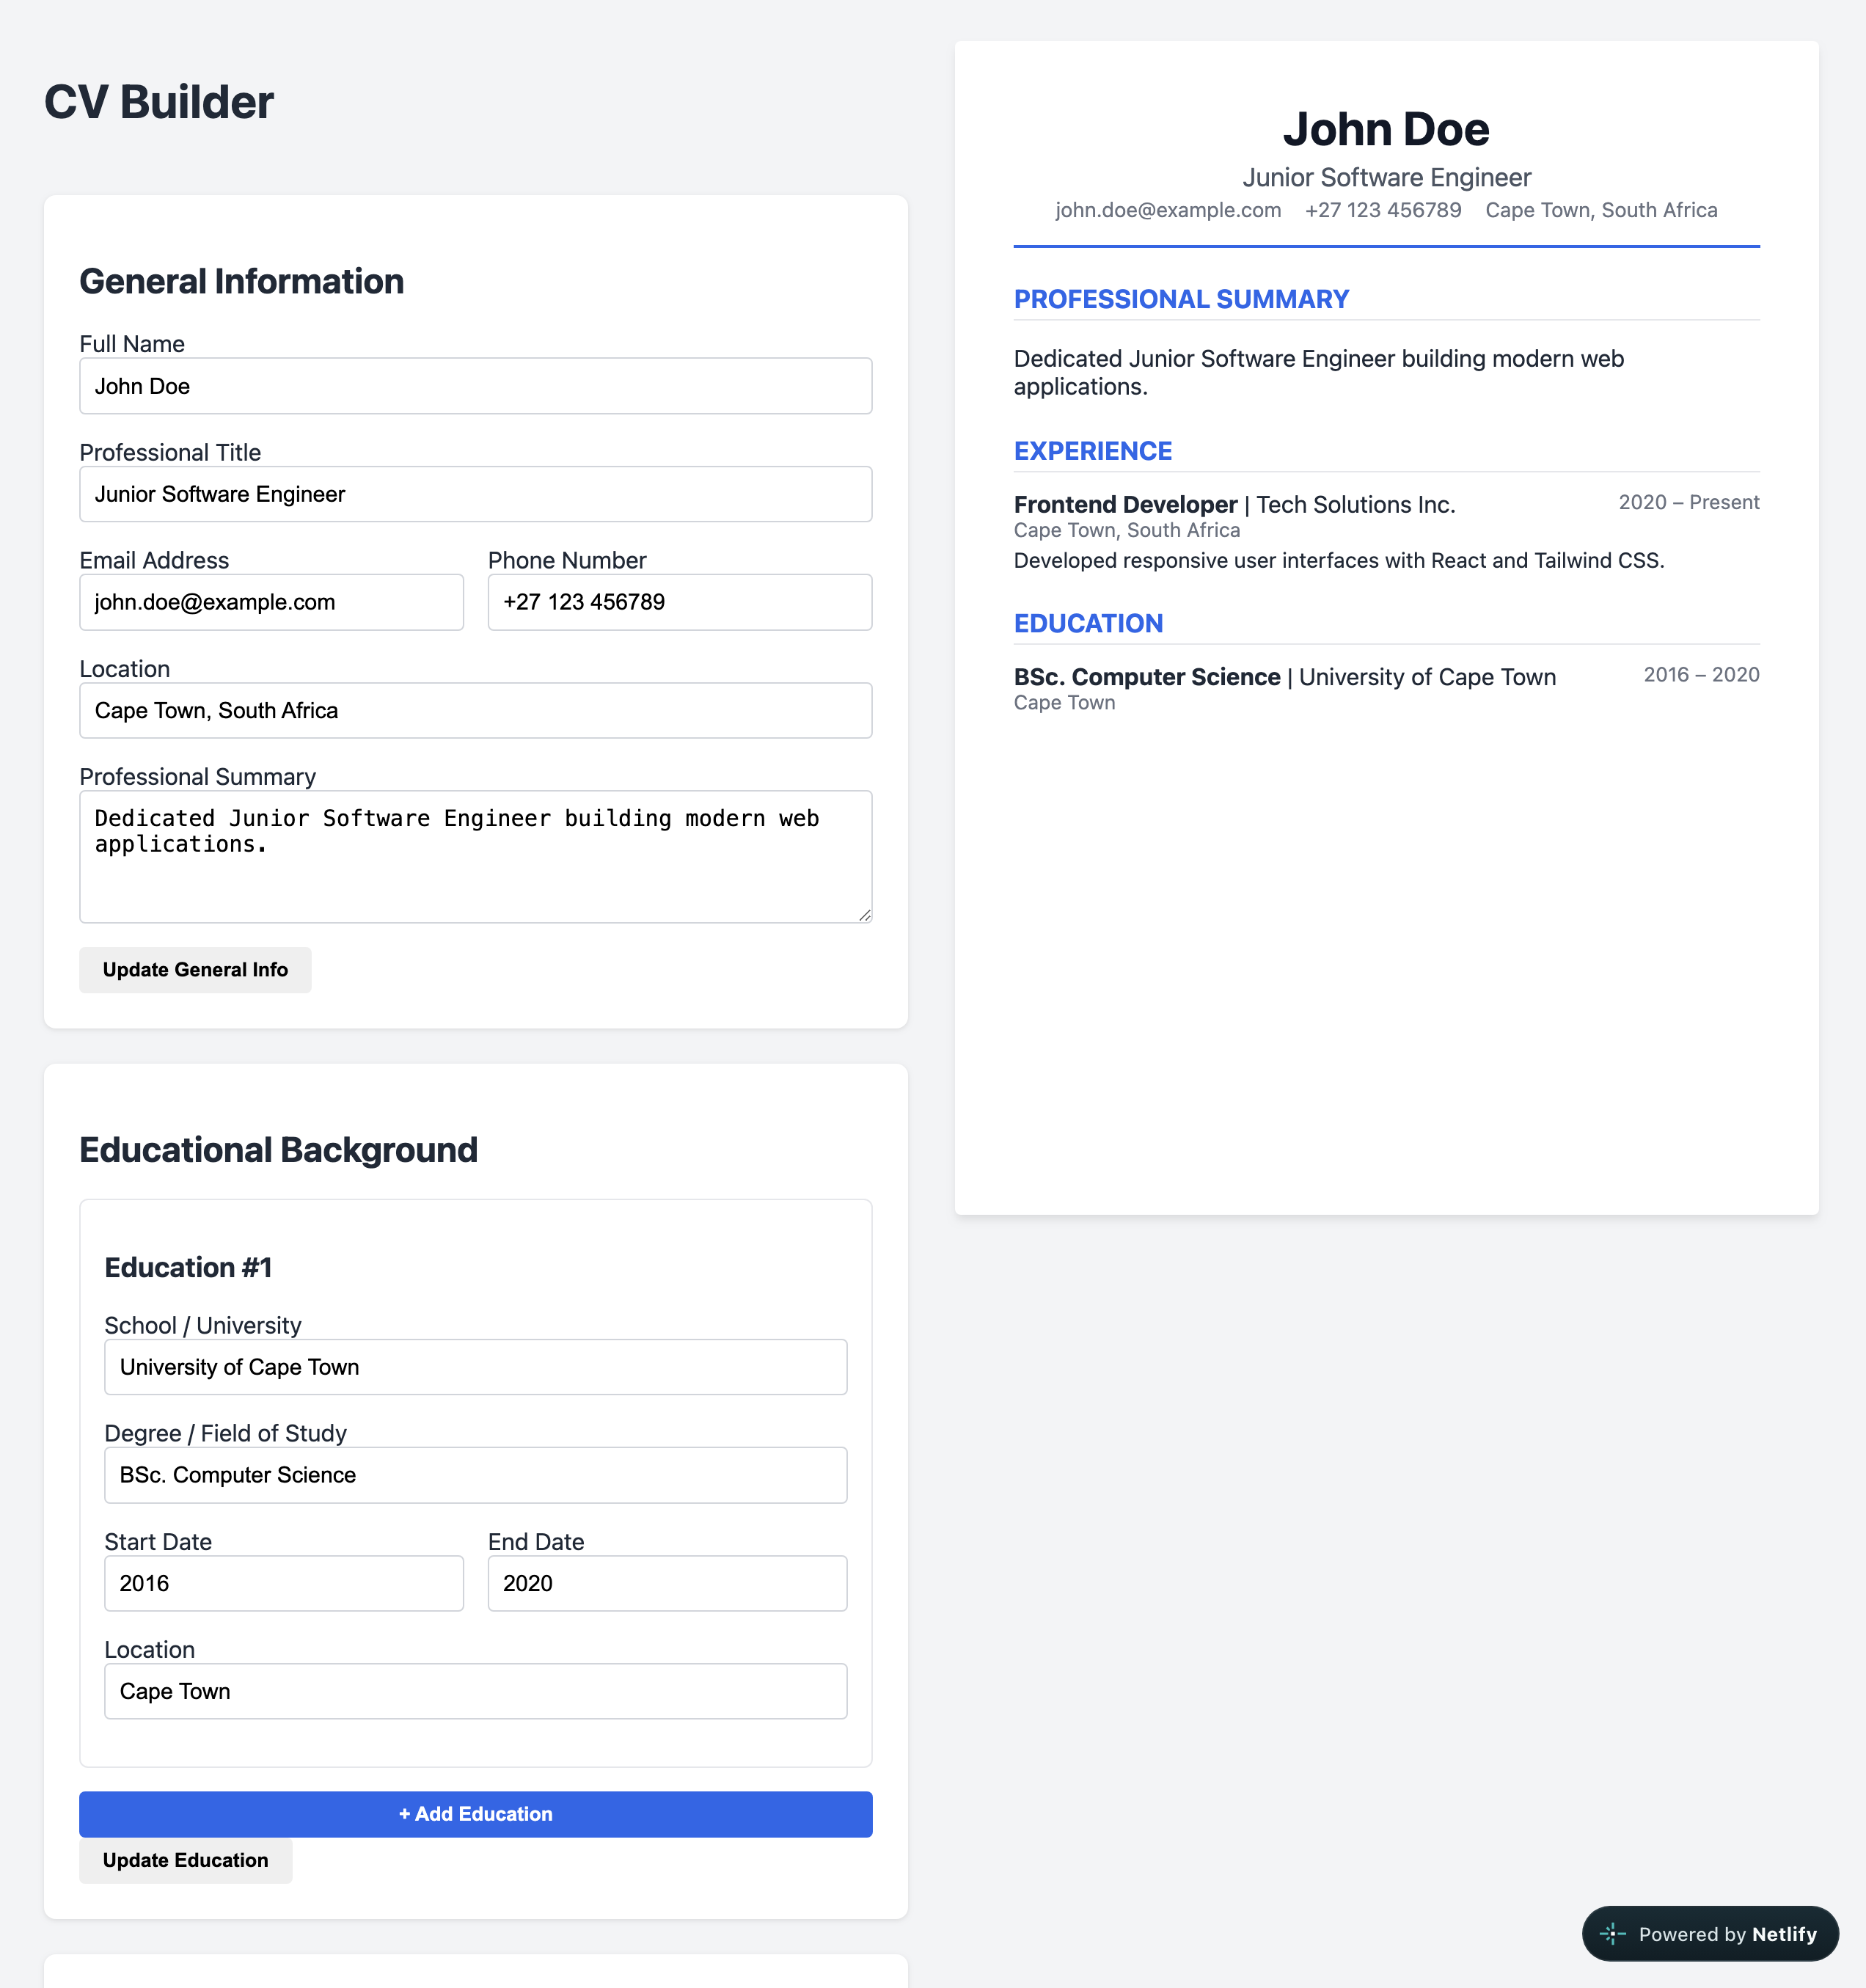 CV Builder
General Information
Full Name
John Doe
Professional Title
Junior Software Engineer
Email Address
Phone Number
john.doe@example.com
+27 123 456789
Location
Cape Town, South Africa
Professional Summary
Dedicated Junior Software Engineer building modern web
applications.
Update General Info
Educational Background
Education #1
School / University
University of Cape Town
Degree / Field of Study
BSc. Computer Science
Start Date
End Date
2016
2020
Location
Cape Town
+ Add Education
Update Education
John Doe
Junior Software Engineer
john.doe@example.com +27 123 456789 Cape Town, South Africa
PROFESSIONAL SUMMARY
Dedicated Junior Software Engineer building modern web
applications.
EXPERIENCE
Frontend Developer | Tech Solutions Inc. 2020 – Present
Cape Town, South Africa
Developed responsive user interfaces with React and Tailwind CSS.
EDUCATION
BSc. Computer Science | University of Cape Town 2016 – 2020
Cape Town
Powered by Netlify